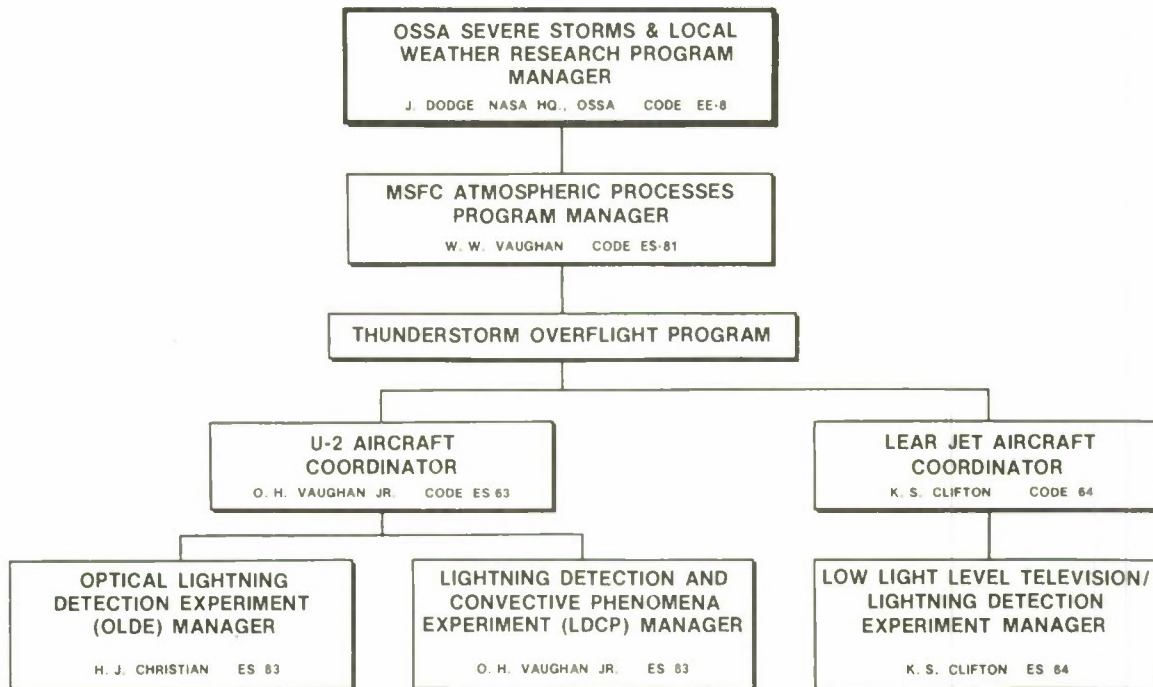 OSSA SEVERE STORMS & LOCAL
WEATHER RESEARCH PROGRAM
MANAGER
J. DODGE NASA HQ., OSSA CODE EE-8
MSFC ATMOSPHERIC PROCESSES
PROGRAM MANAGER
W. W. VAUGHAN CODE ES-81
THUNDERSTORM OVERFLIGHT PROGRAM
U-2 AIRCRAFT
COORDINATOR
O. H. VAUGHAN JR. CODE ES 63
LEAR JET AIRCRAFT
COORDINATOR
K. S. CLIFTON CODE 64
OPTICAL LIGHTNING
DETECTION EXPERIMENT
(OLDE) MANAGER
H. J. CHRISTIAN ES 83
LIGHTNING DETECTION AND
CONVECTIVE PHENOMENA
EXPERIMENT (LDCP) MANAGER
O. H. VAUGHAN JR. ES 83
LOW LIGHT LEVEL TELEVISION/
LIGHTNING DETECTION
EXPERIMENT MANAGER
K. S. CLIFTON ES 64